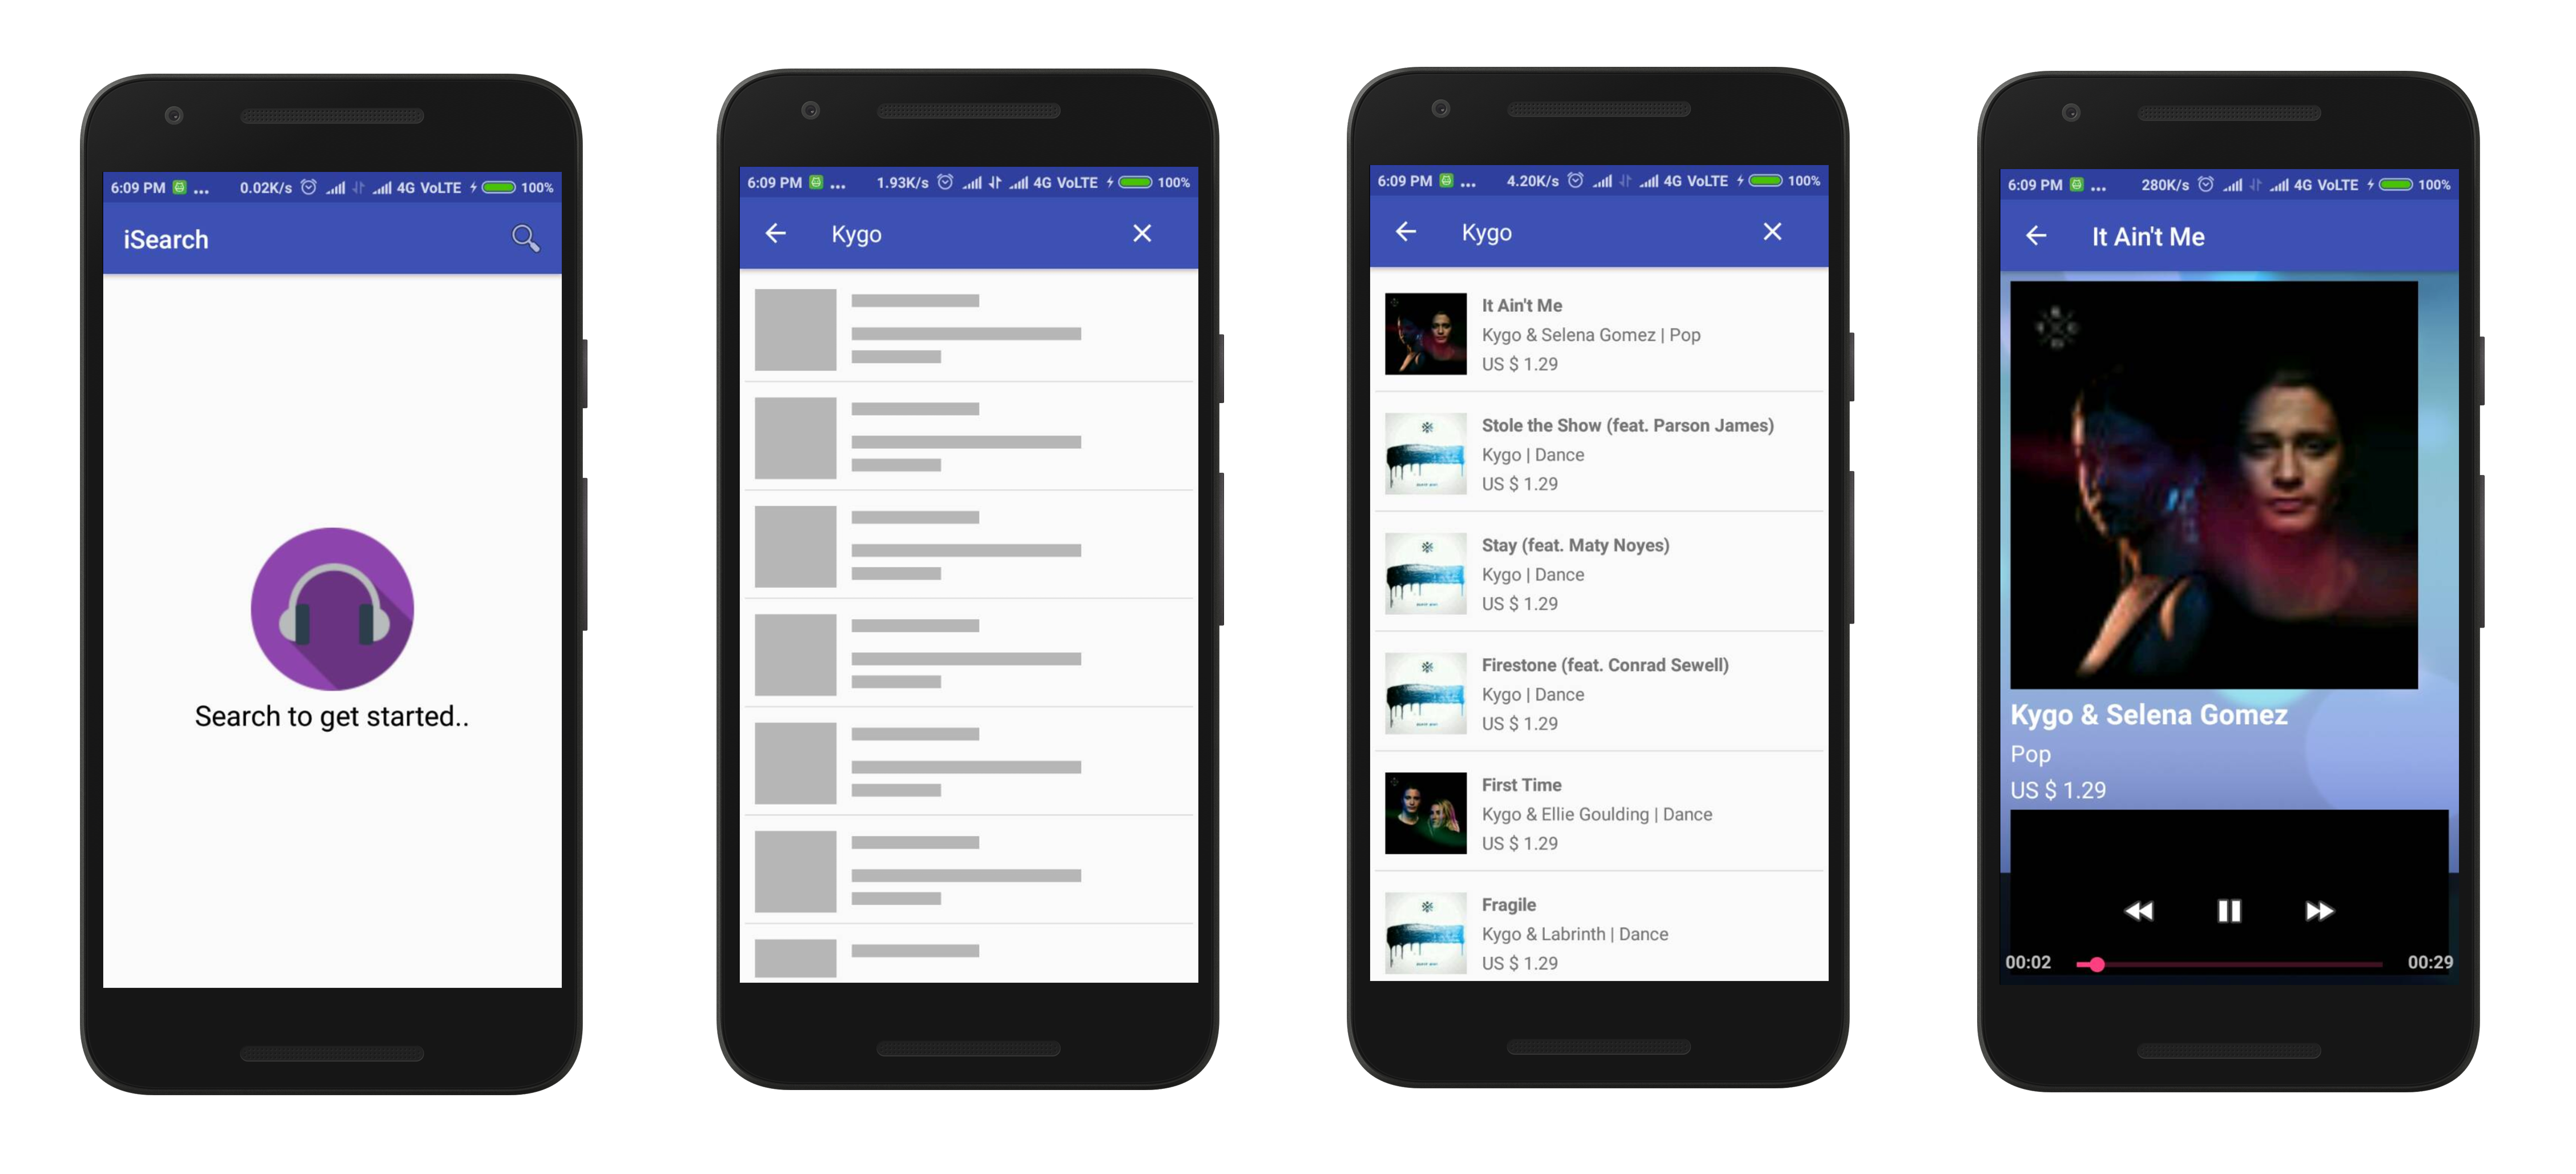 6:09 PM ... 0.02K/s 4G VoLTE 100%
iSearch
Search to get started..
6:09 PM ... 1.93K/s 4G VoLTE 100%
Kygo
6:09 PM ... 4.20K/s 4G VoLTE 100%
Kygo
It Ain't Me
Kygo & Selena Gomez | Pop
US $ 1.29
Stole the Show (feat. Parson James)
Kygo | Dance
US $ 1.29
Stay (feat. Maty Noyes)
Kygo | Dance
US $ 1.29
Firestone (feat. Conrad Sewell)
Kygo | Dance
US $ 1.29
First Time
Kygo & Ellie Goulding | Dance
US $ 1.29
Fragile
Kygo & Labrinth | Dance
US $ 1.29
6:09 PM ... 280K/s 4G VoLTE 100%
It Ain't Me
Kygo & Selena Gomez
Pop
US $ 1.29
00:02 00:29